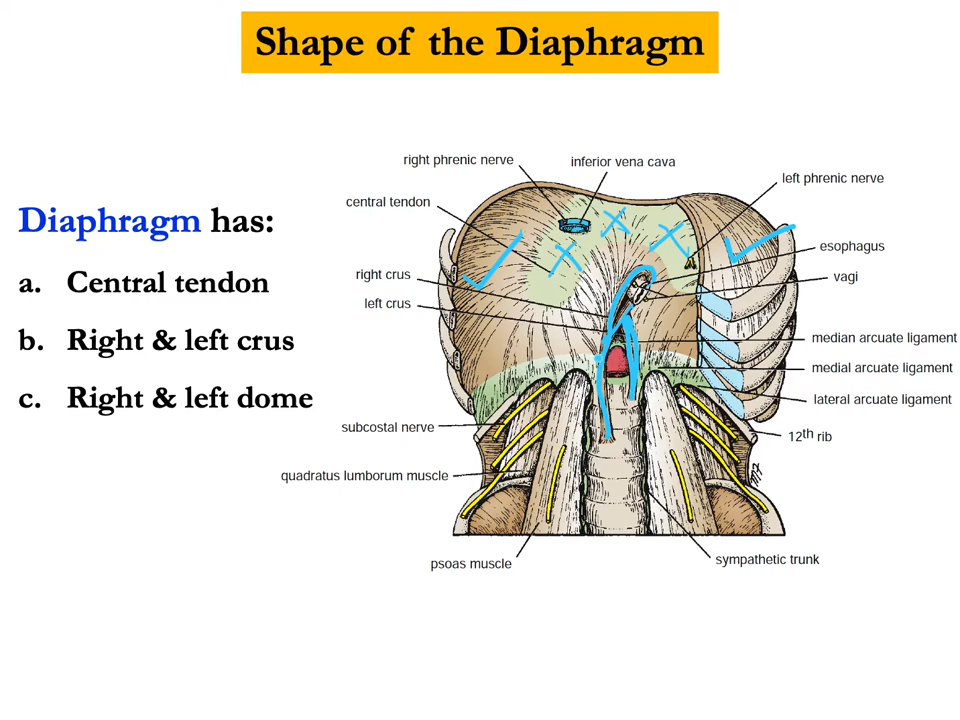 Shape of the Diaphragm
right phrenic nerve
inferior vena cava
left phrenic nerve
central tendon
Diaphragm has:
esophagus
right crus
vagi
a. Central tendon
left crus
b. Right & left crus
median arcuate ligament
medial arcuate ligament
c. Right & left dome
lateral arcuate ligament
subcostal nerve
12th rib
quadratus lumborum muscle
psoas muscle
sympathetic trunk